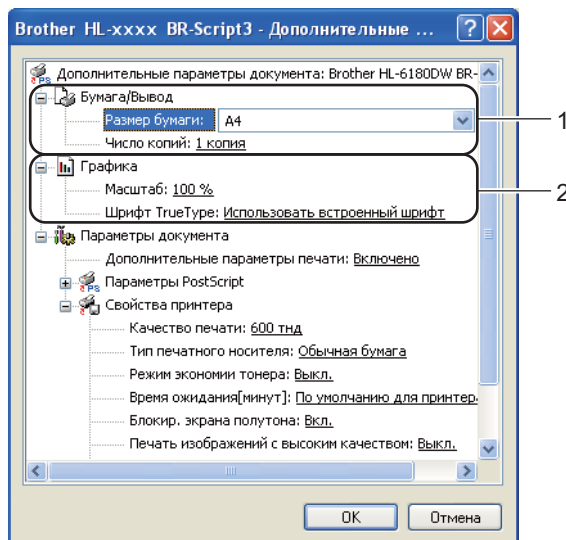 Brother HL-xxxx BR-Script3 - Дополнительные ...
Дополнительные параметры документа: Brother HL-6180DW BR-
Бумага/Вывод
Размер бумаги: A4
1
Число копий: 1 копия
Графика
Масштаб: 100 %
2
Шрифт TrueType: Использовать встроенный шрифт
Параметры документа
Дополнительные параметры печати: Включено
Параметры PostScript
Свойства принтера
Качество печати: 600 тнд
Тип печатного носителя: Обычная бумага
Режим экономии тонера: Выкл.
Время ожидания[минут]: По умолчанию для принтер
Блокир. экрана полутона: Вкл.
Печать изображений с высоким качеством: Выкл.
OK Отмена